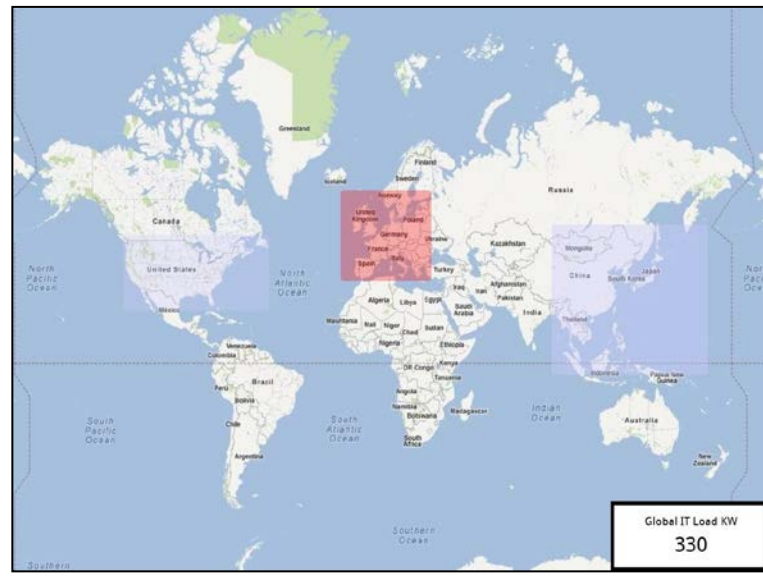 Greenland
Finland
Iceland
Sweden
Norway
Russia
Canada
United
Kingdom
Poland
Germany
Ukraine
France
Kazakhstan
Mongolia
North
Pacific
Ocean
United States
North
Atlantic
Ocean
Spain
Italy
Turkey
China
Japan
South Korea
North
Pacific
Ocean
Iraq
Iran
Afghanistan
Pakistan
Mexico
Algeria
Libya
Egypt
Saudi
Arabia
India
Thailand
Mauritania
Mali
Niger
Chad
Sudan
Nigeria
Ethiopia
Venezuela
Colombia
Kenya
DR Congo
Tanzania
Indonesia
Papua New
Guinea
Peru
Brazil
Bolivia
Angola
Namibia
Botswana
Madagascar
South
Pacific
Ocean
Chile
South
Atlantic
Ocean
Indian
Ocean
Australia
South
Africa
Argentina
New
Zealand
Southern
Ocean
Southern
Global IT Load KW
330